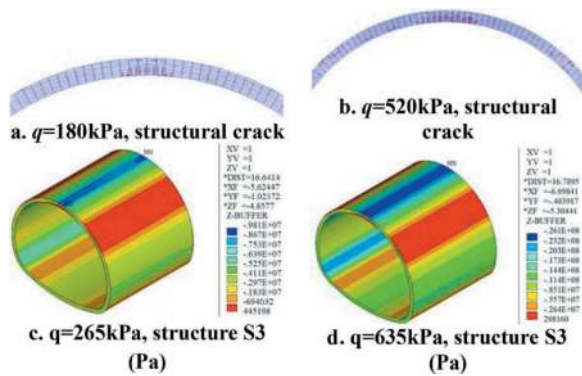 a. q=180kPa, structural crack
b. q=520kPa, structural
crack
MN
XV =1
YV =1
ZV =1
*DIST=16.6414
*XF =-5.62447
*YF =-1.02372
*ZF =-4.8577
Z-BUFFER
-.981E+07
-.867E+07
-.753E+07
-.639E+07
-.525E+07
-.411E+07
-.297E+07
-.183E+07
-694032
445198
MN
XV =1
YV =1
ZV =1
*DIST=16.7895
*XF =-6.69841
*YF =-.403917
*ZF =-5.30441
Z-BUFFER
-.261E+08
-.232E+08
-.203E+08
-.173E+08
-.144E+08
-.114E+08
-.851E+07
-.557E+07
-.264E+07
298160
c. q=265kPa, structure S3
(Pa)
d. q=635kPa, structure S3
(Pa)